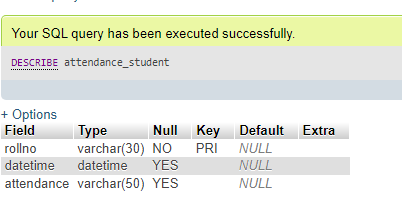 Your SQL query has been executed successfully.
DESCRIBE attendance_student
+ Options
Field Type Null Key Default Extra
rollno varchar(30) NO PRI NULL
datetime datetime YES NULL
attendance varchar(50) YES NULL